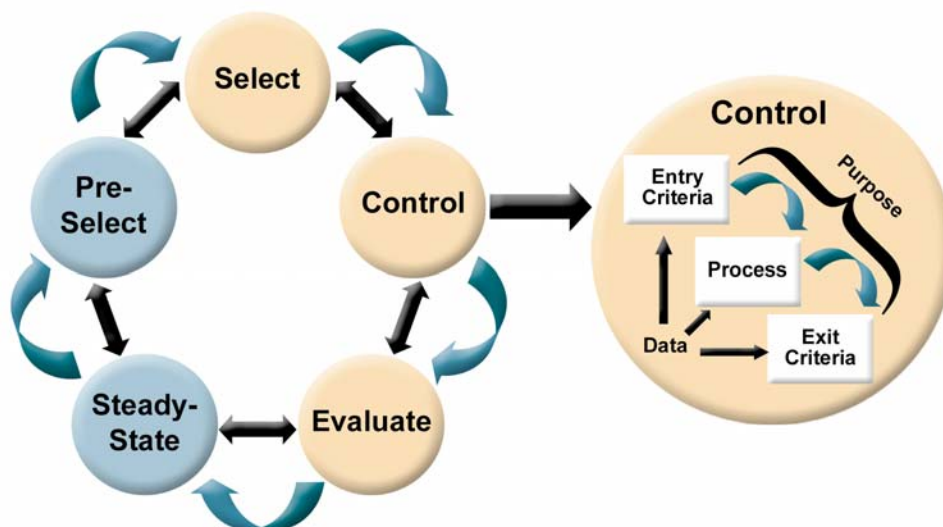 Select
Pre-
Select
Control
Steady-
State
Evaluate
Control
Purpose
Entry
Criteria
Process
Data
Exit
Criteria